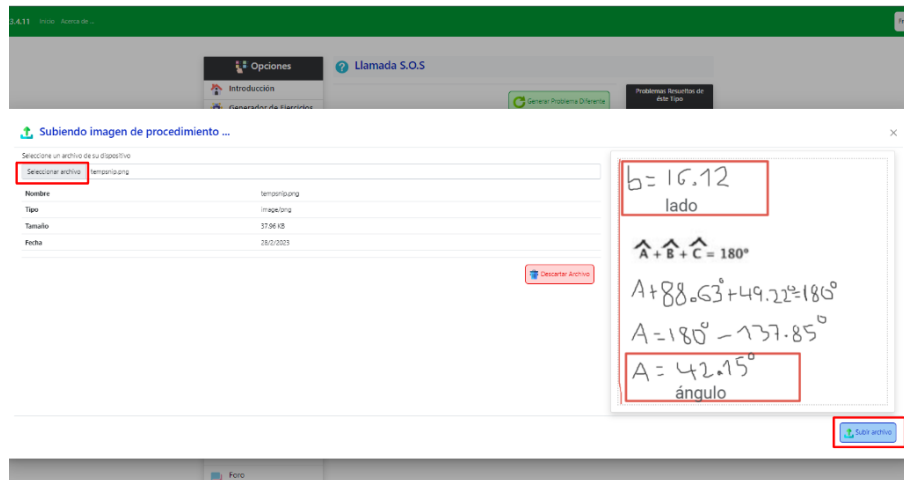 3.4.11 Inicio Acerca de ...
Opciones
Llamada S.O.S
Introducción
Generador de Ejercicios
Generar Problema Diferente
Problemas Resueltos de
éste Tipo
Subiendo imagen de procedimiento ...
Seleccione un archivo de su dispositivo
Seleccionar archivo tempsnip.png
Nombre tempsnip.png
Tipo image/png
Tamaño 37.96 KB
Fecha 28/2/2023
Descartar Archivo
b = 16.12
lado
Â + B̂ + Ĉ = 180°
A + 88.63° + 49.22° = 180°
A = 180° - 137.85°
A = 42.15°
ángulo
Subir archivo
Foro